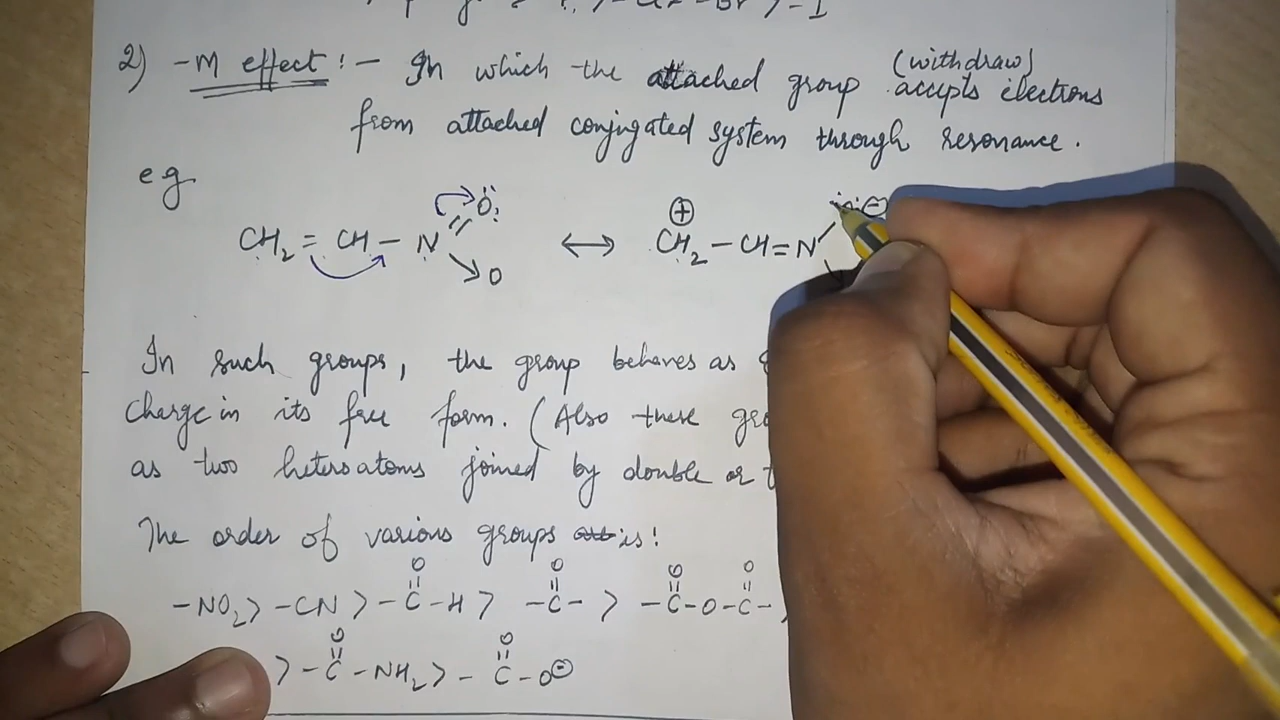 > -I
2) -M effect :- In which the attached group (withdraw) accepts electrons
from attached conjugated system through resonance.
eg
CH₂ = CH - N = Ö: → O ↔ ⊕ CH₂ - CH = N ⊖
In such groups, the group behaves as
charge in its free form. (Also these
as two heteroatoms joined by double or
The order of various groups is :
-NO₂ > -CN > -C(=O)-H > -C(=O)- > -C(=O)-O-C(=O)-
> -C(=O)-NH₂ > -C(=O)-O⊖